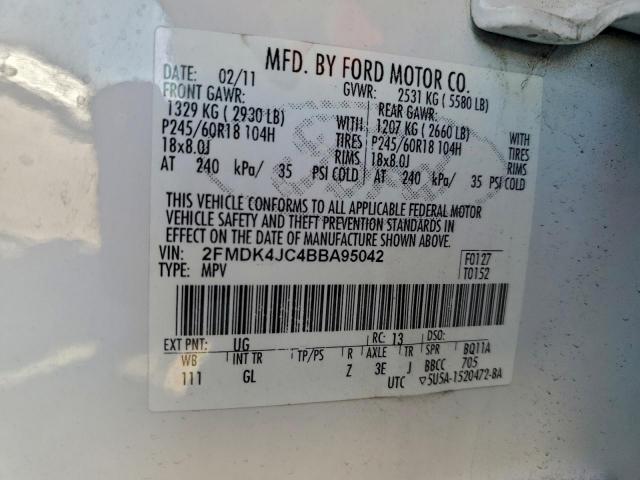 MFD. BY FORD MOTOR CO.
DATE: 02/11 GVWR: 2531 KG ( 5580 LB)
FRONT GAWR: REAR GAWR:
1329 KG ( 2930 LB) WITH 1207 KG ( 2660 LB) WITH
P245/60R18 104H TIRES P245/60R18 104H TIRES
18x8.0J RIMS 18x8.0J RIMS
AT 240 kPa/ 35 PSI COLD AT 240 kPa/ 35 PSI COLD
THIS VEHICLE CONFORMS TO ALL APPLICABLE FEDERAL MOTOR
VEHICLE SAFETY AND THEFT PREVENTION STANDARDS IN
EFFECT ON THE DATE OF MANUFACTURE SHOWN ABOVE.
VIN: 2FMDK4JC4BBA95042 F0127
TYPE: MPV T0152
EXT PNT: UG RC: 13 DSO:
WB INT TR TP/PS R AXLE TR SPR BQ11A
111 GL Z 3E J BBCC 705
UTC ▽5U5A-1520472-BA